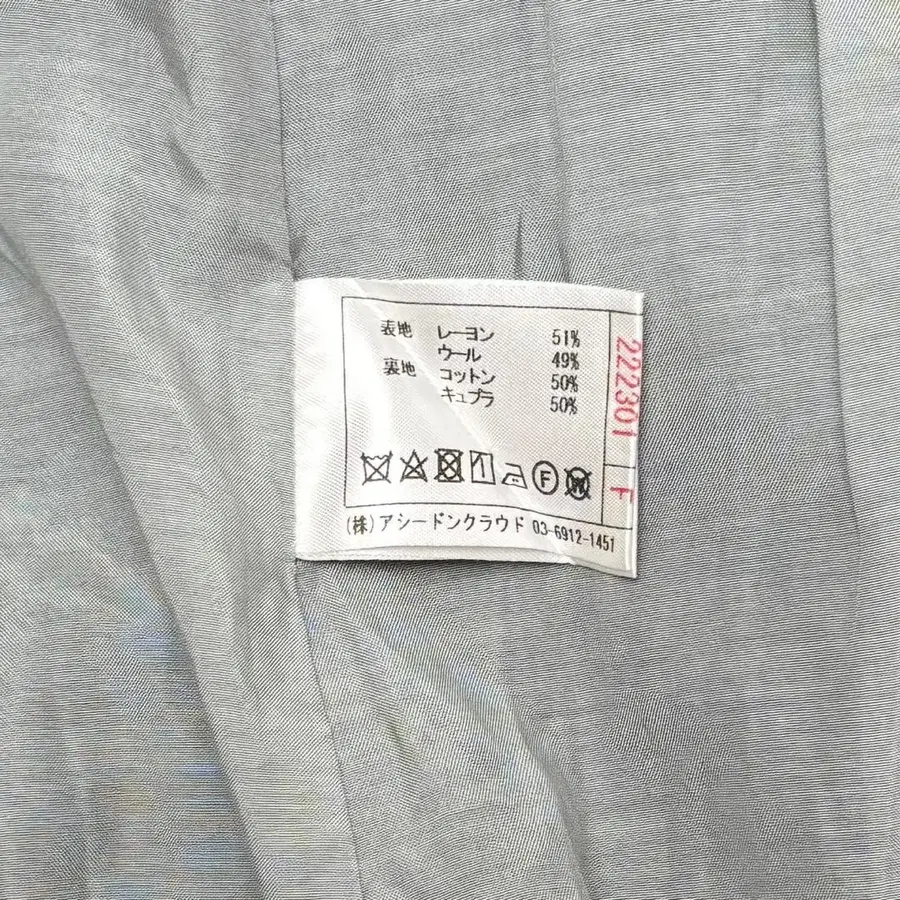 表地 レーヨン 51%
ウール 49%
裏地 コットン 50%
キュプラ 50%
F W
(株)アシードンクラウド 03-6912-1451
222301
F